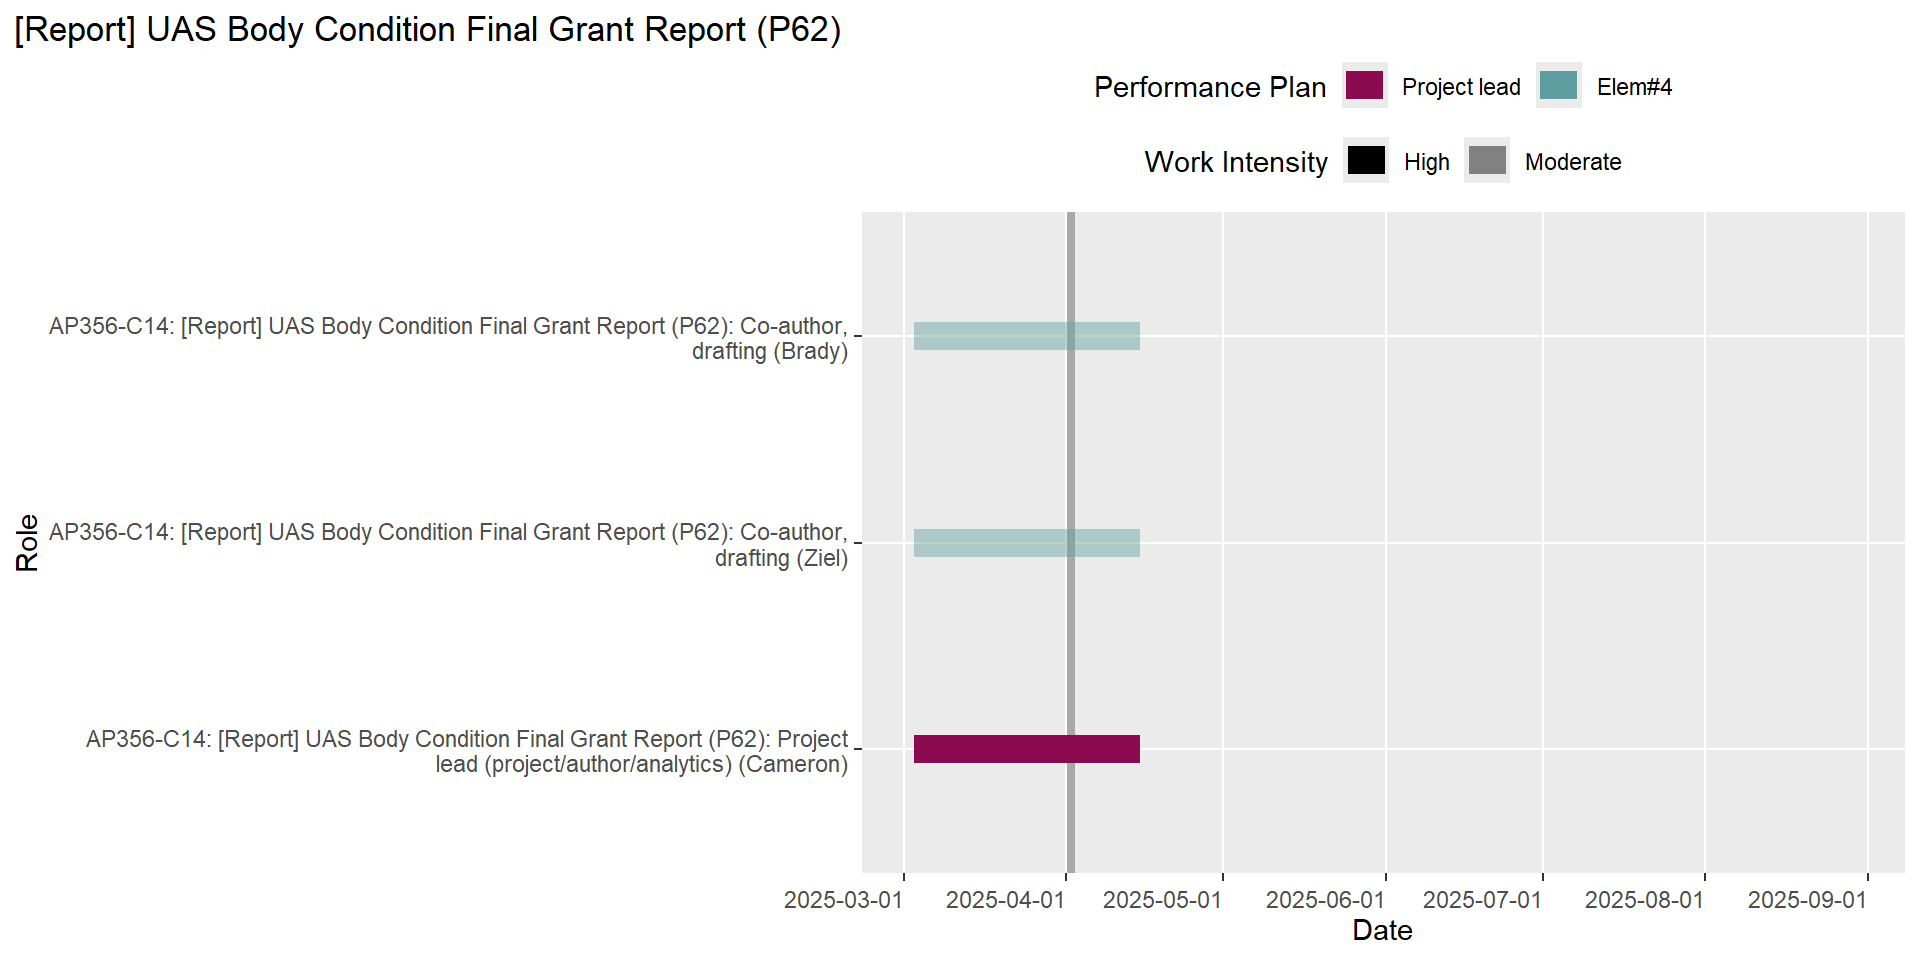 [Report] UAS Body Condition Final Grant Report (P62)
Performance Plan Project lead Elem#4
Work Intensity High Moderate
AP356-C14: [Report] UAS Body Condition Final Grant Report (P62): Co-author,
drafting (Brady)
Role
AP356-C14: [Report] UAS Body Condition Final Grant Report (P62): Co-author,
drafting (Ziel)
AP356-C14: [Report] UAS Body Condition Final Grant Report (P62): Project
lead (project/author/analytics) (Cameron)
2025-03-01 2025-04-01 2025-05-01 2025-06-01 2025-07-01 2025-08-01 2025-09-01
Date